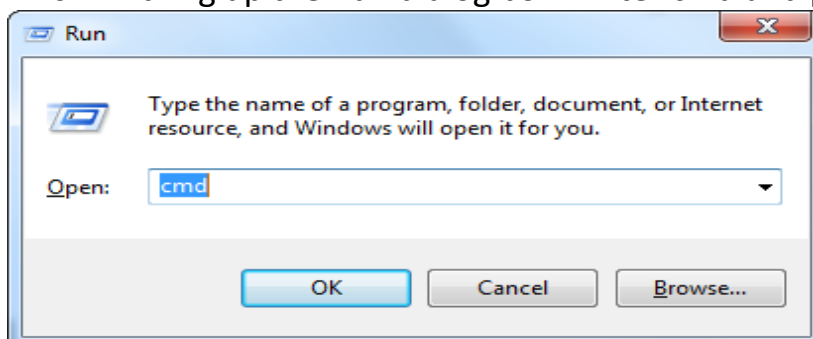 Run
Type the name of a program, folder, document, or Internet
resource, and Windows will open it for you.
Open: cmd
OK Cancel Browse...